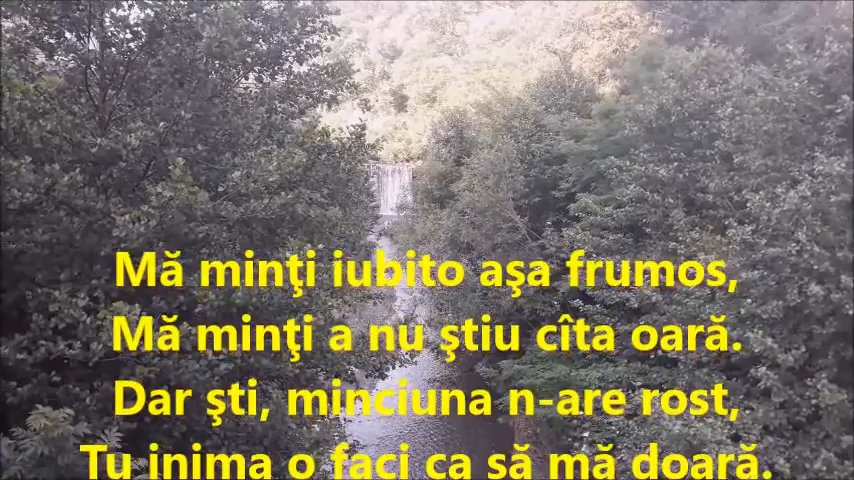 Mă minţi, iubito, aşa frumos,
Mă minţi a nu ştiu cîta oară.
Dar şti, minciuna n-are rost,
Tu inima o faci ca să mă doară.